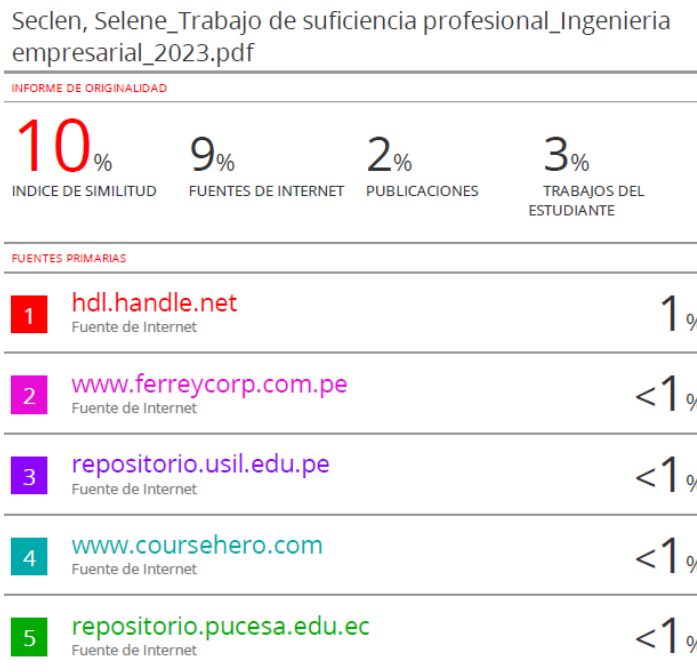 Seclen, Selene_Trabajo de suficiencia profesional_Ingenieria
empresarial_2023.pdf
INFORME DE ORIGINALIDAD
10% 9% 2% 3%
INDICE DE SIMILITUD FUENTES DE INTERNET PUBLICACIONES TRABAJOS DEL
ESTUDIANTE
FUENTES PRIMARIAS
1 hdl.handle.net 1%
Fuente de Internet
2 www.ferreycorp.com.pe <1%
Fuente de Internet
3 repositorio.usil.edu.pe <1%
Fuente de Internet
4 www.coursehero.com <1%
Fuente de Internet
5 repositorio.pucesa.edu.ec <1%
Fuente de Internet